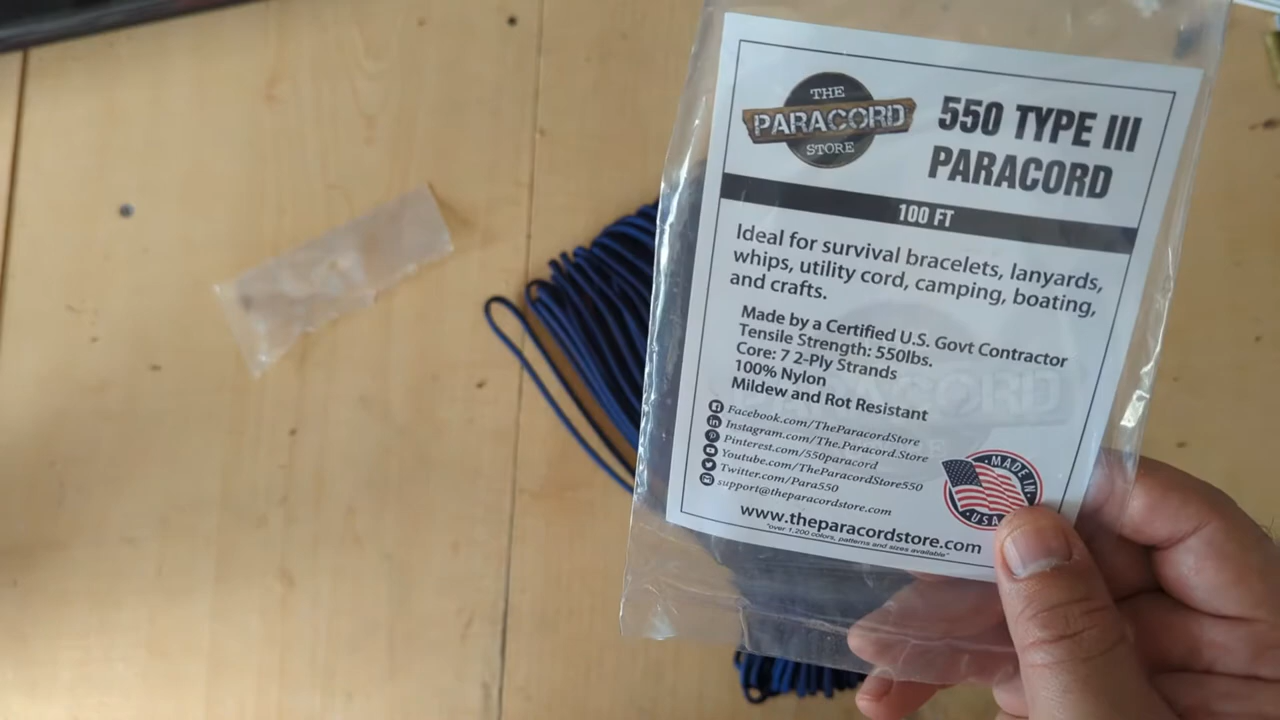 THE
PARACORD
STORE
550 TYPE III
PARACORD
100 FT
Ideal for survival bracelets, lanyards,
whips, utility cord, camping, boating,
and crafts.
Made by a Certified U.S. Govt Contractor
Tensile Strength: 550lbs.
Core: 7 2-Ply Strands
100% Nylon
Mildew and Rot Resistant
Facebook.com/TheParacordStore
Instagram.com/The.Paracord.Store
Pinterest.com/550paracord
Youtube.com/TheParacordStore550
Twitter.com/Para550
support@theparacordstore.com
MADE IN
USA
www.theparacordstore.com
"over 1,200 colors, patterns and sizes available"